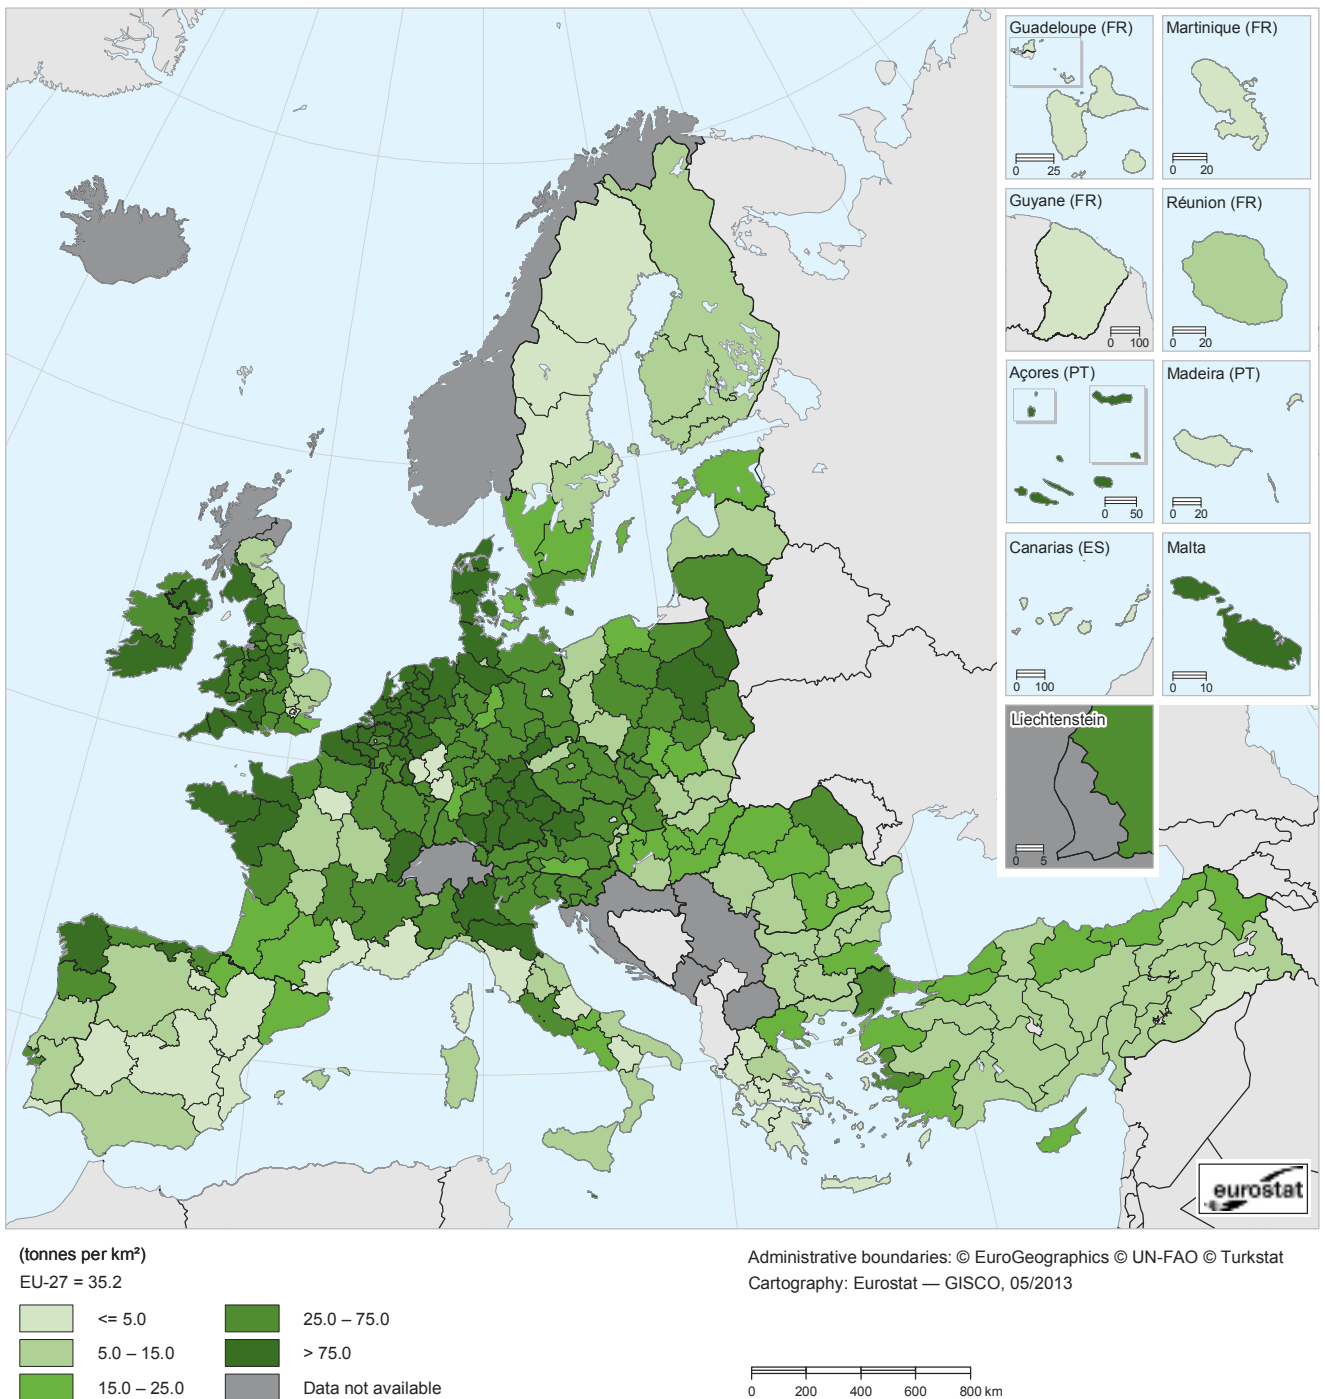 Guadeloupe (FR)
0 25
Martinique (FR)
0 20
Guyane (FR)
0 100
Réunion (FR)
0 20
Açores (PT)
0 50
Madeira (PT)
0 20
Canarias (ES)
0 100
Malta
0 10
Liechtenstein
0 5
eurostat
(tonnes per km²)
EU-27 = 35.2
<= 5.0
5.0 – 15.0
15.0 – 25.0
25.0 – 75.0
> 75.0
Data not available
Administrative boundaries: © EuroGeographics © UN-FAO © Turkstat
Cartography: Eurostat — GISCO, 05/2013
0 200 400 600 800 km